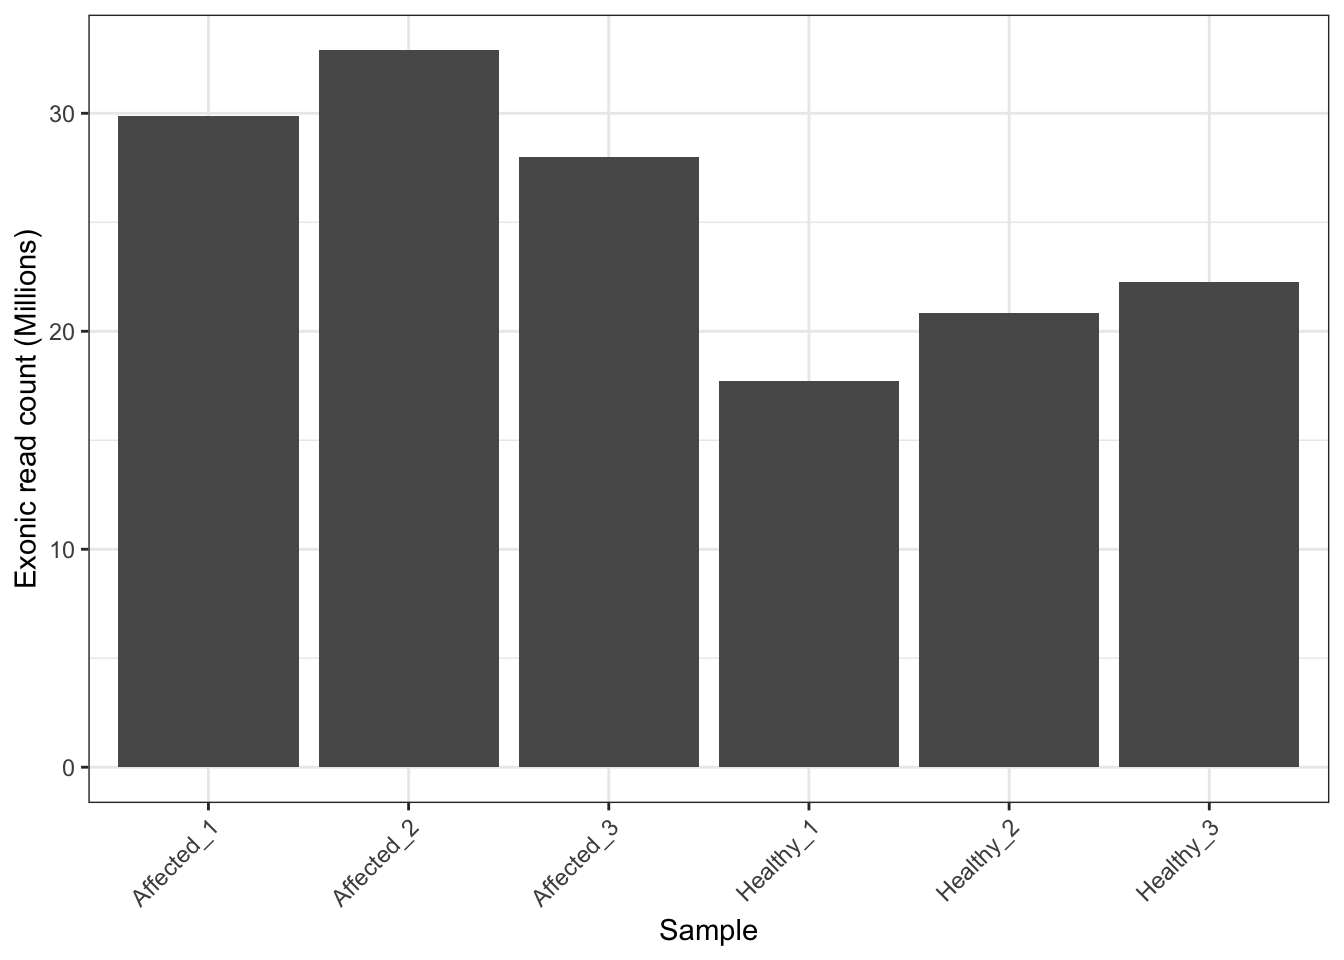 Exonic read count (Millions)
30
20
10
0
Affected_1
Affected_2
Affected_3
Healthy_1
Healthy_2
Healthy_3
Sample